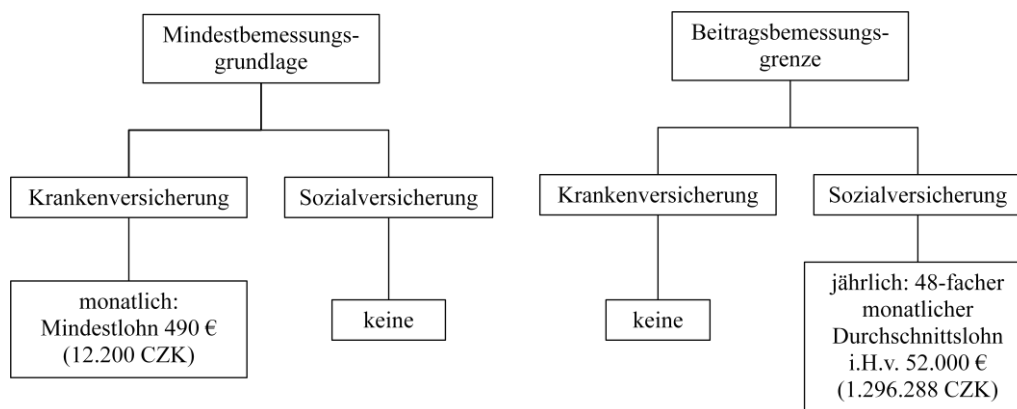 Mindestbemessungs-
grundlage
Krankenversicherung
Sozialversicherung
monatlich:
Mindestlohn 490 €
(12.200 CZK)
keine
Beitragsbemessungs-
grenze
Krankenversicherung
Sozialversicherung
keine
jährlich: 48-facher
monatlicher
Durchschnittslohn
i.H.v. 52.000 €
(1.296.288 CZK)